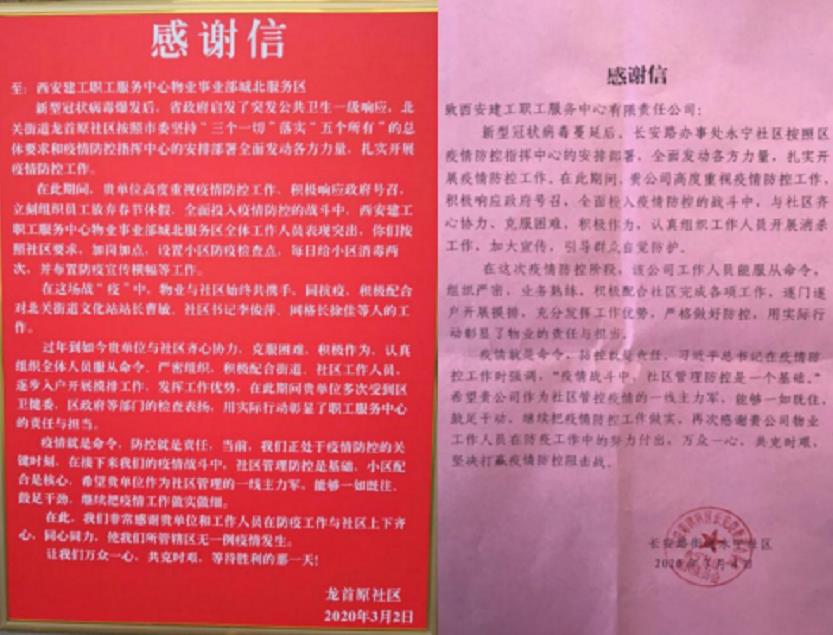 感谢信
至：西安建工职工服务中心物业事业部城北服务区
新型冠状病毒爆发后，省政府启发了突发公共卫生一级响应，北
关街道龙首原社区按照市委坚持“三个一切”落实“五个所有”的总
体要求和疫情防控指挥中心的安排部署全面发动各方力量，扎实开展
疫情防控工作。
在此期间，贵单位高度重视疫情防控工作，积极响应政府号召，
立刻组织员工放弃春节休假，全面投入疫情防控的战斗中，西安建工
职工服务中心物业事业部城北服务区全体工作人员表现突出，你们按
照社区要求，加岗加点，设置小区防疫检查点，每日给小区消毒两
次，并布置防疫宣传横幅等工作。
在这场战“疫”中，物业与社区始终共携手，同抗疫，积极配合
对北关街道文化站站长曹敏、社区书记李俊萍、网格长徐佳等人的工
作。
过年到如今贵单位与社区齐心协力，克服困难，积极作为，认真
组织全体人员服从命令、严密组织，积极配合街道、社区工作人员，
逐步入户开展摸排工作，发挥工作优势，在此期间贵单位多次受到区
卫健委，区政府等部门的检查表扬，用实际行动彰显了职工服务中心
的责任与担当。
疫情就是命令，防控就是责任，当前，我们正处于疫情防控的关
键时刻，在接下来我们的疫情战斗中，社区管理防控是基础，小区配
合是核心，希望贵单位作为社区管理的一线主力军，能够一如既往，
鼓足干劲，继续把疫情工作做实做细。
在此，我们非常感谢贵单位和工作人员在防疫工作与社区上下齐
心，同心同力，使我们所管辖区无一例疫情发生。
让我们万众一心，共克时艰，等待胜利的那一天！
龙首原社区
2020年3月2日
感谢信
致西安建工职工服务中心有限责任公司：
新型冠状病毒蔓延后，长安路办事处永宁社区按照区
疫情防控指挥中心的安排部署，全面发动各方力量，扎实开
展疫情防控工作。在此期间，贵公司高度重视疫情防控工作，
积极响应政府号召，全面投入疫情防控的战斗中，与社区齐
心协力、克服困难，积极作为，认真组织工作人员开展消杀
工作，加大宣传，引导群众自觉防护。
在这次疫情防控阶段，该公司工作人员能服从命令，
组织严密，业务熟练，积极配合社区完成各项工作，逐门逐
户开展摸排，充分发挥工作优势，严格做好防控，用实际行
动彰显了物业的责任与担当。
疫情就是命令，防控就是责任，习近平总书记在疫情防
控工作时强调，“疫情战斗中，社区管理防控是一个基础。”
希望贵公司作为社区管控疫情的一线主力军，能够一如既往，
鼓足干劲，继续把疫情防控工作做实，再次感谢贵公司物业
工作人员在防疫工作中的努力付出，万众一心，共克时艰，
坚决打赢疫情防控阻击战。
长安路街道永宁社区
2020年3月4日